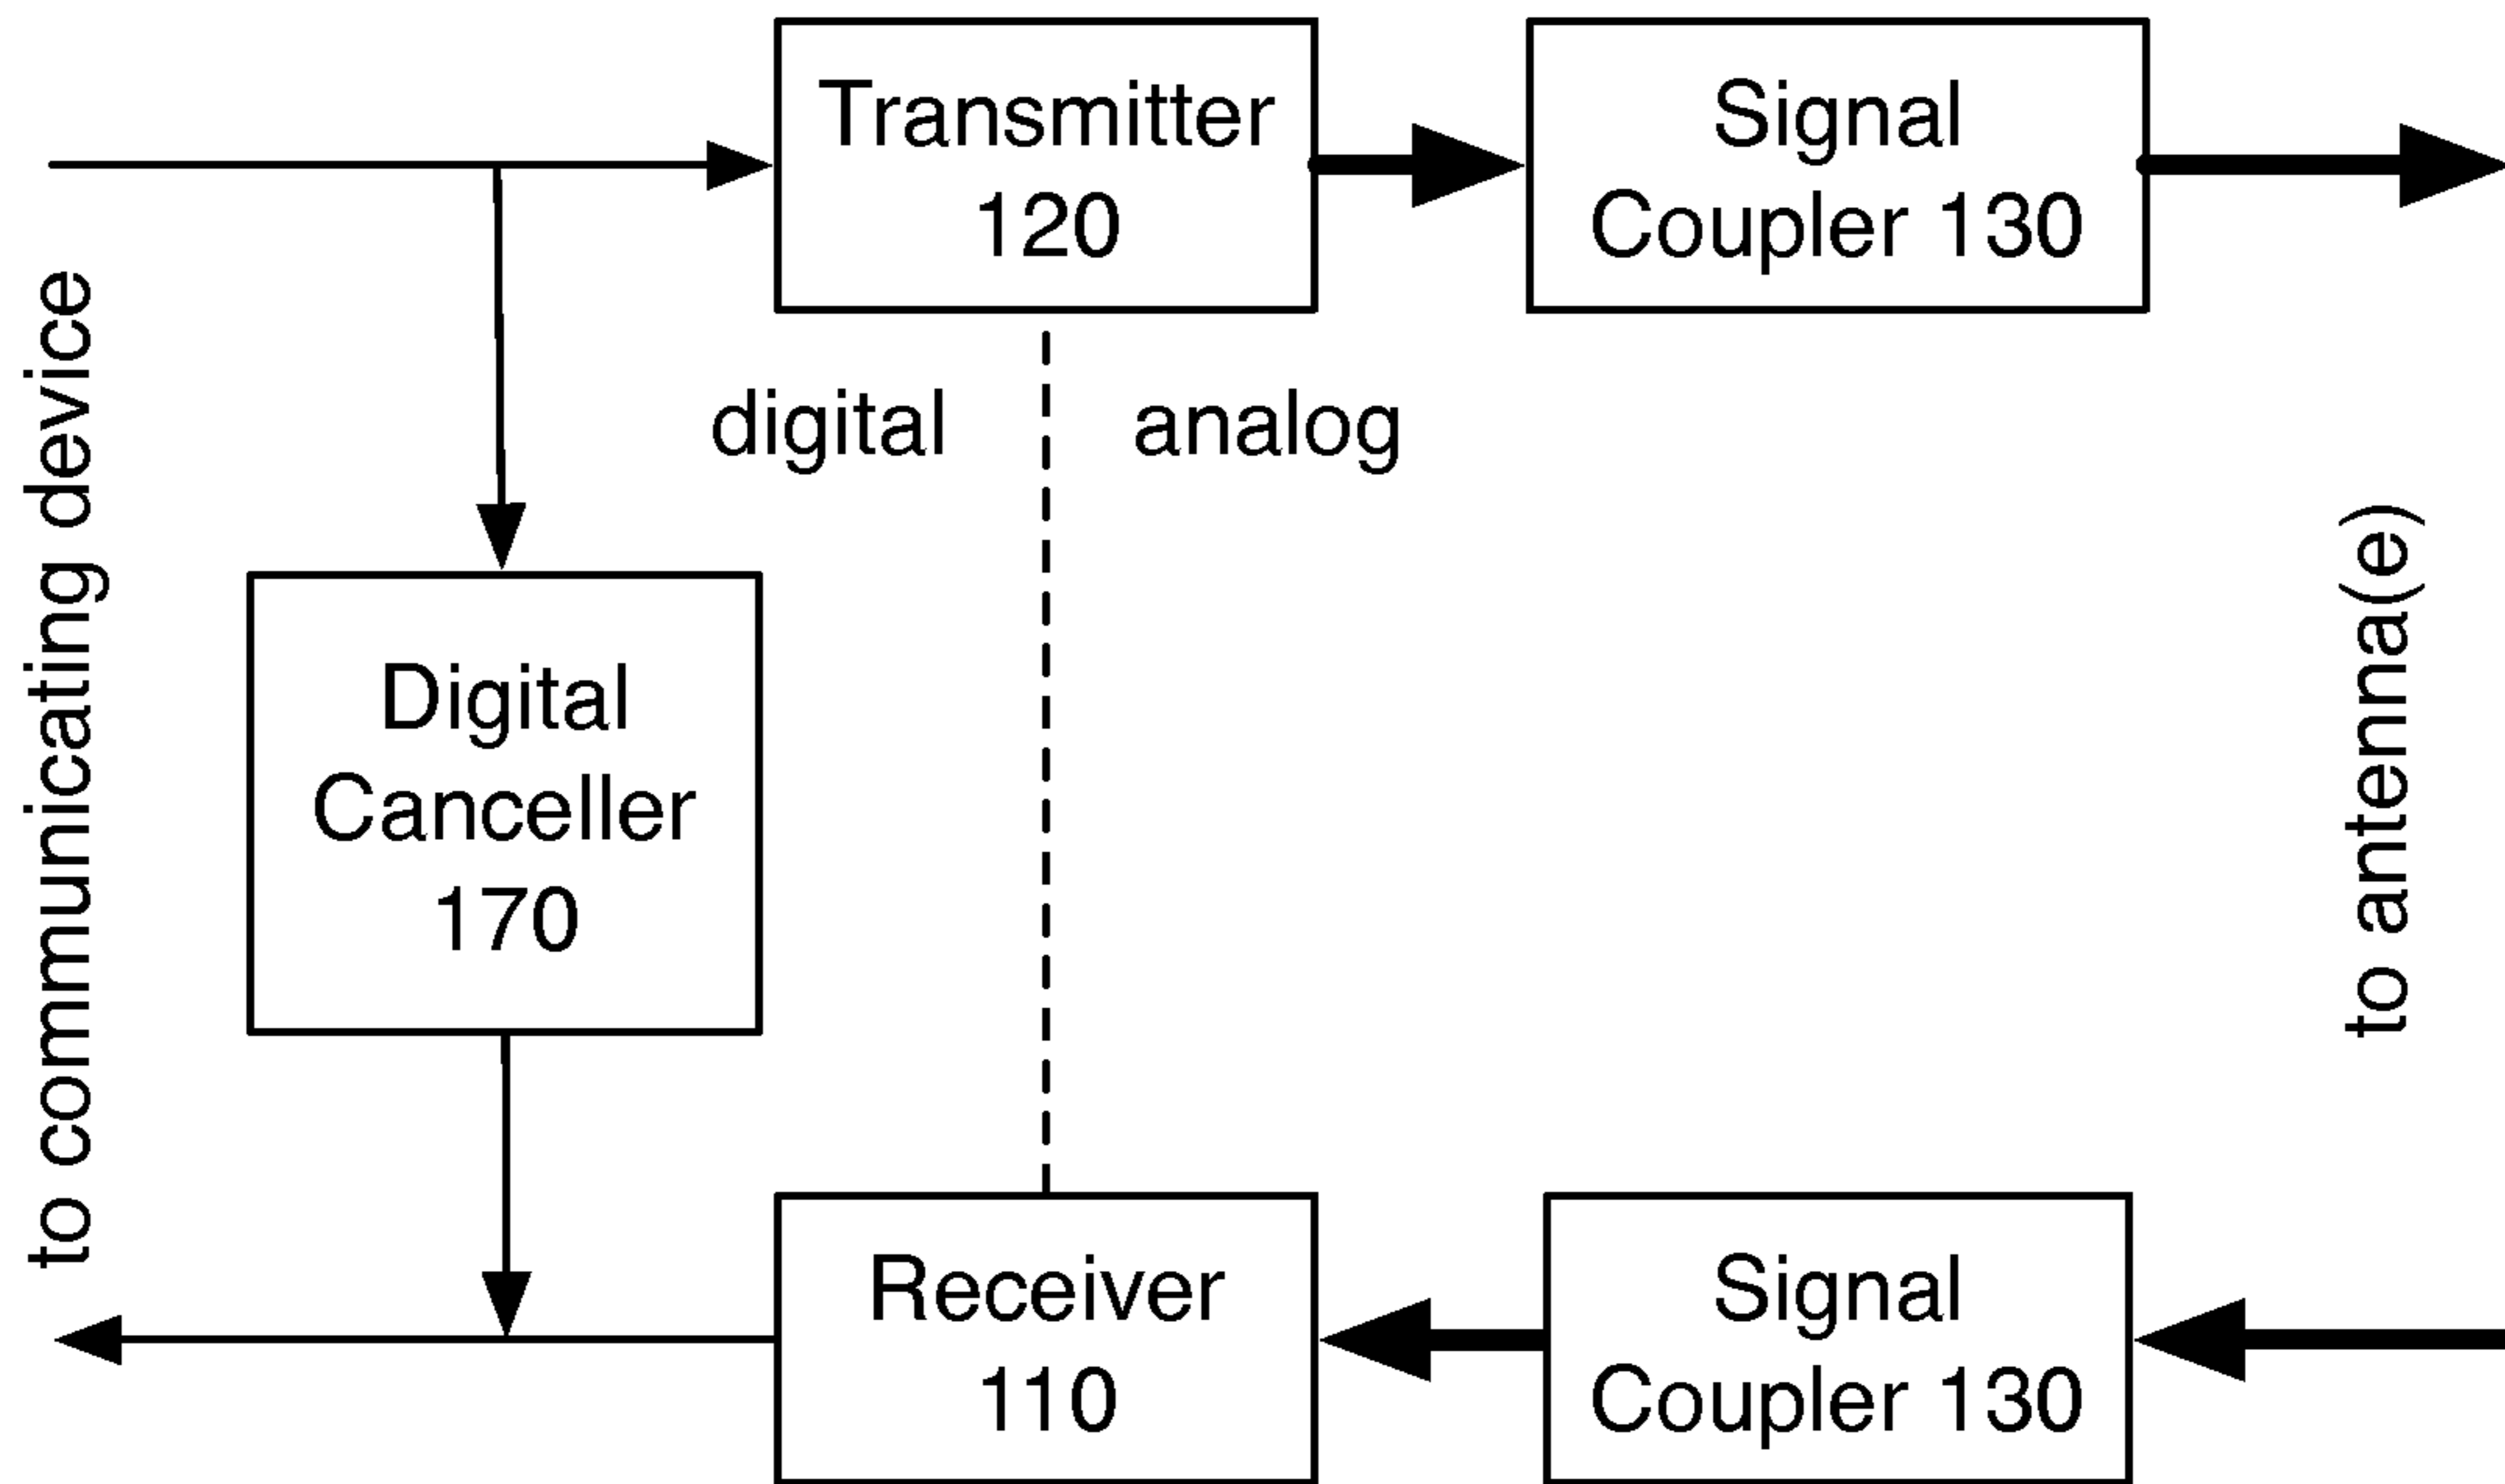 Transmitter
120
Signal
Coupler 130
to communicating device
digital
analog
Digital
Canceller
170
to antenna(e)
Receiver
110
Signal
Coupler 130